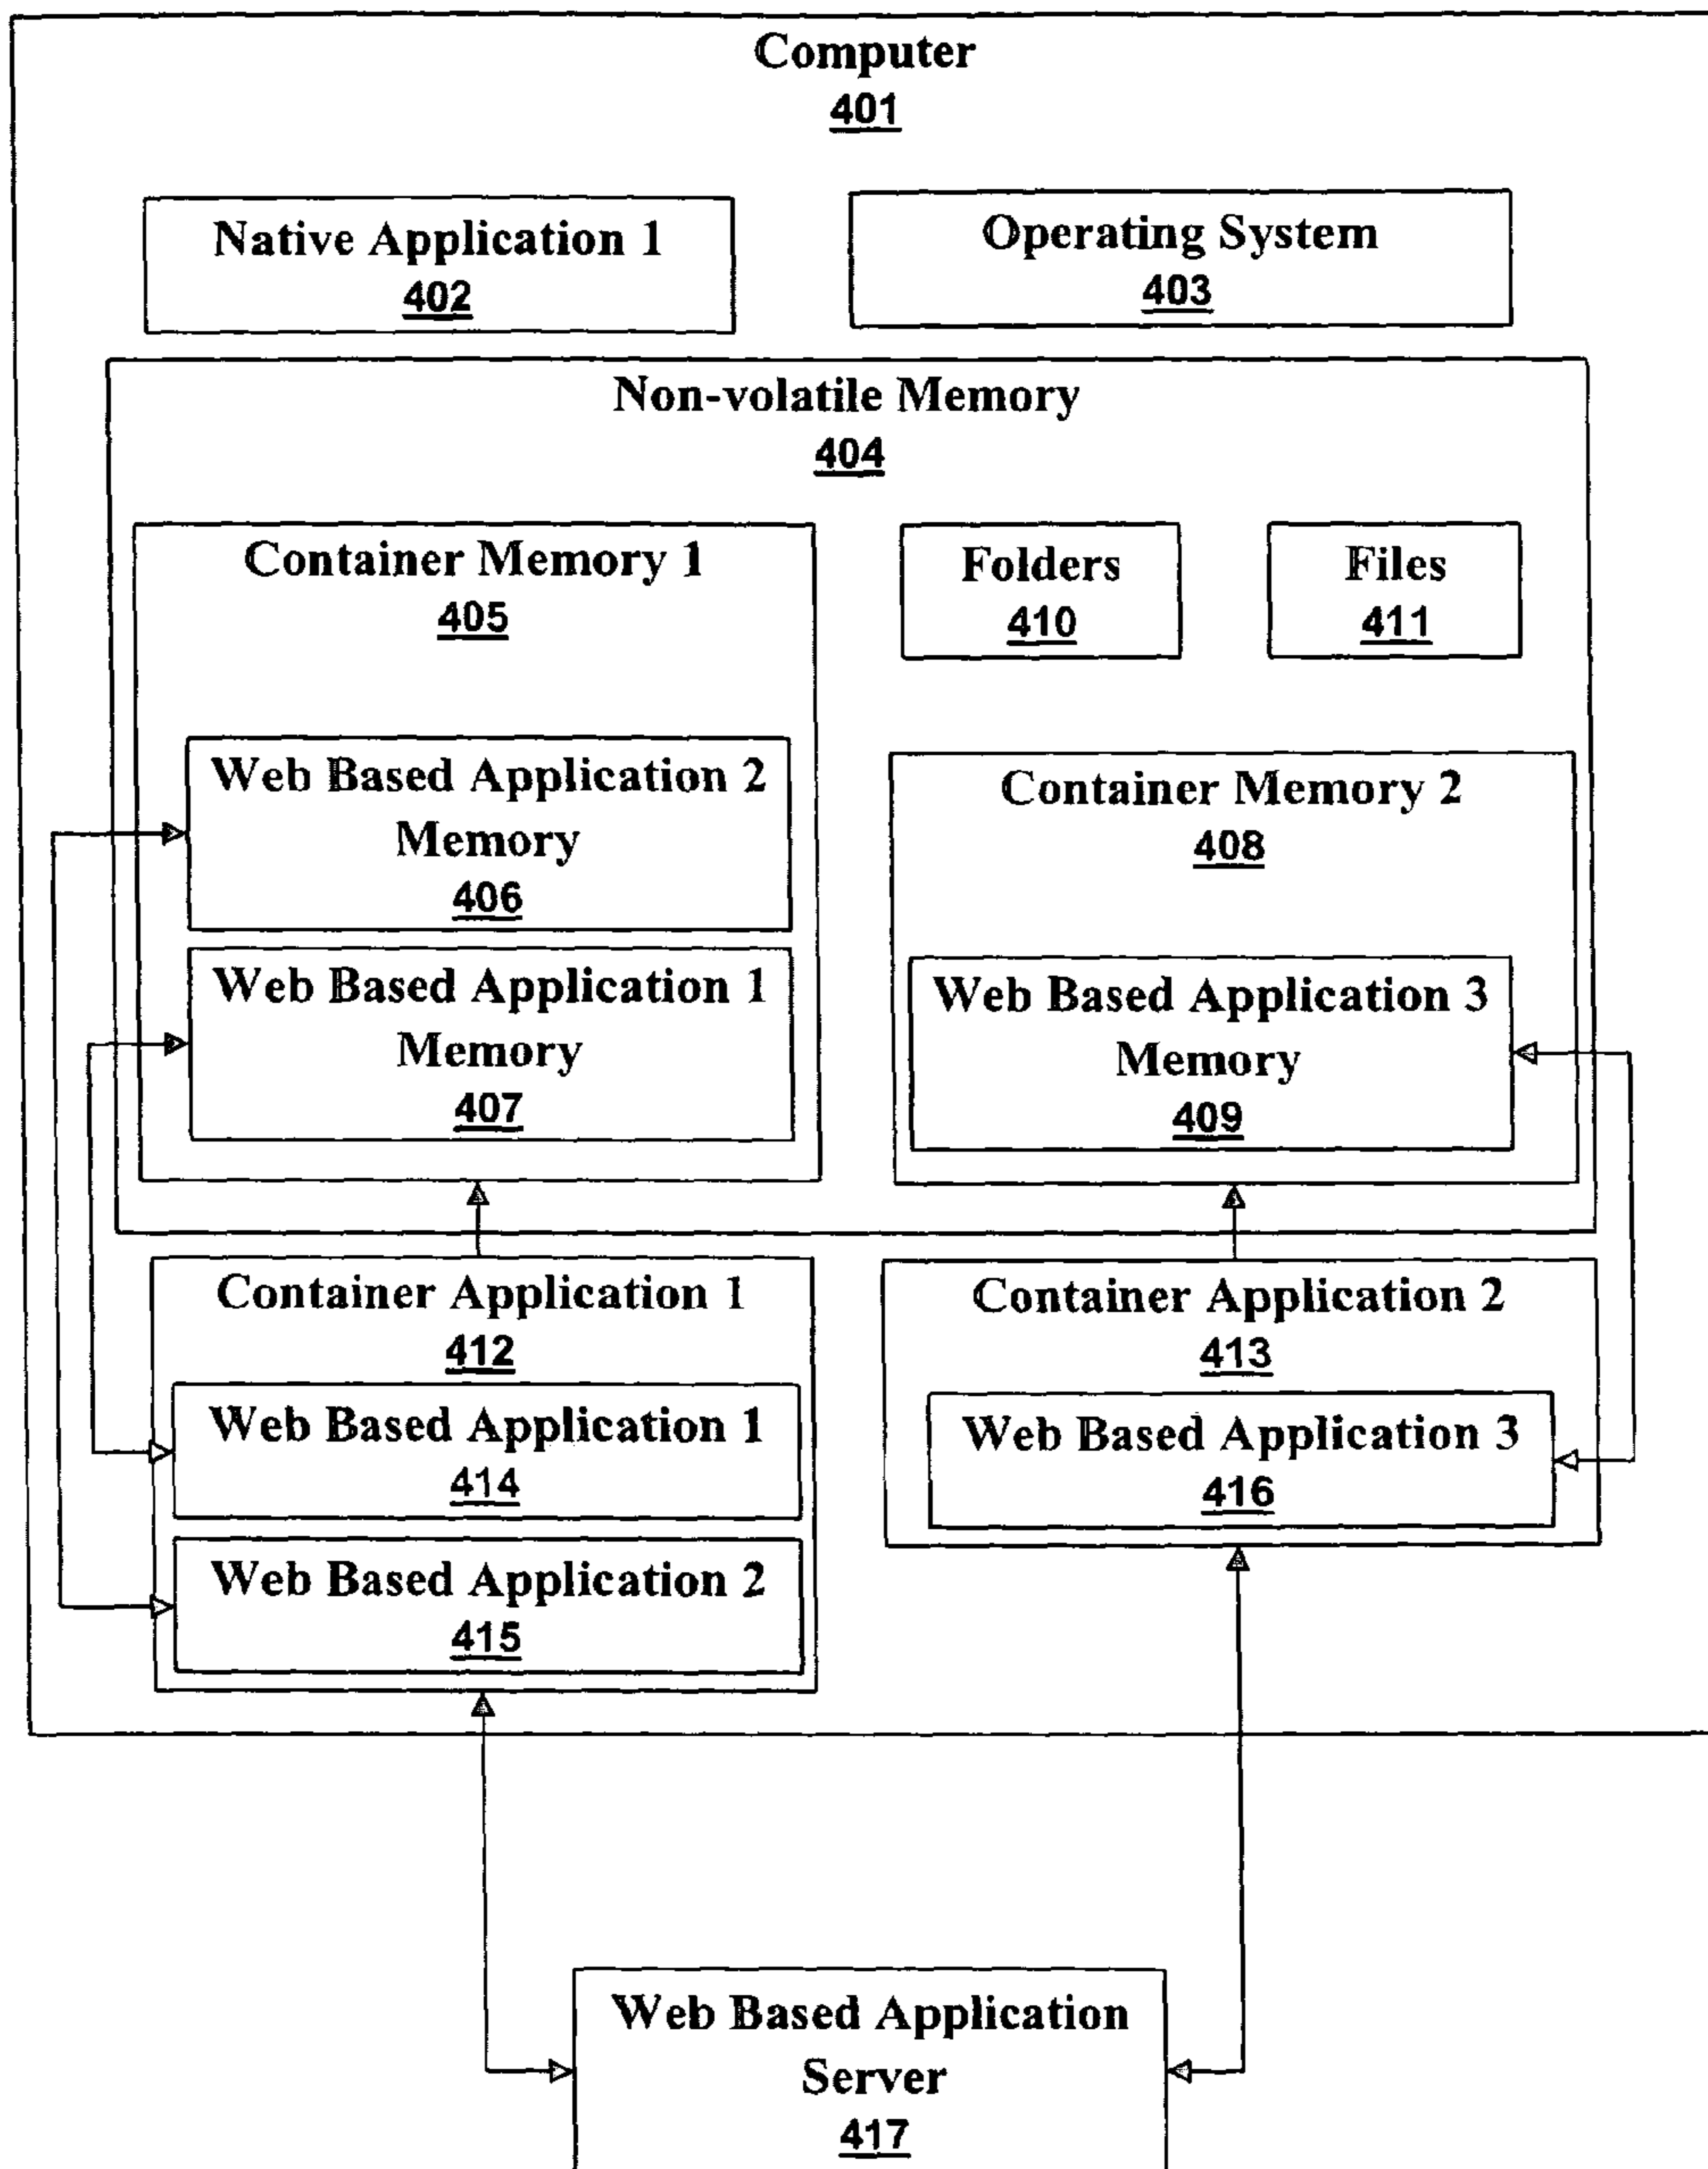 Computer
401
Native Application 1
402
Operating System
403
Non-volatile Memory
404
Container Memory 1
405
Folders
410
Files
411
Web Based Application 2
Memory
406
Web Based Application 1
Memory
407
Container Memory 2
408
Web Based Application 3
Memory
409
Container Application 1
412
Web Based Application 1
414
Web Based Application 2
415
Container Application 2
413
Web Based Application 3
416
Web Based Application
Server
417